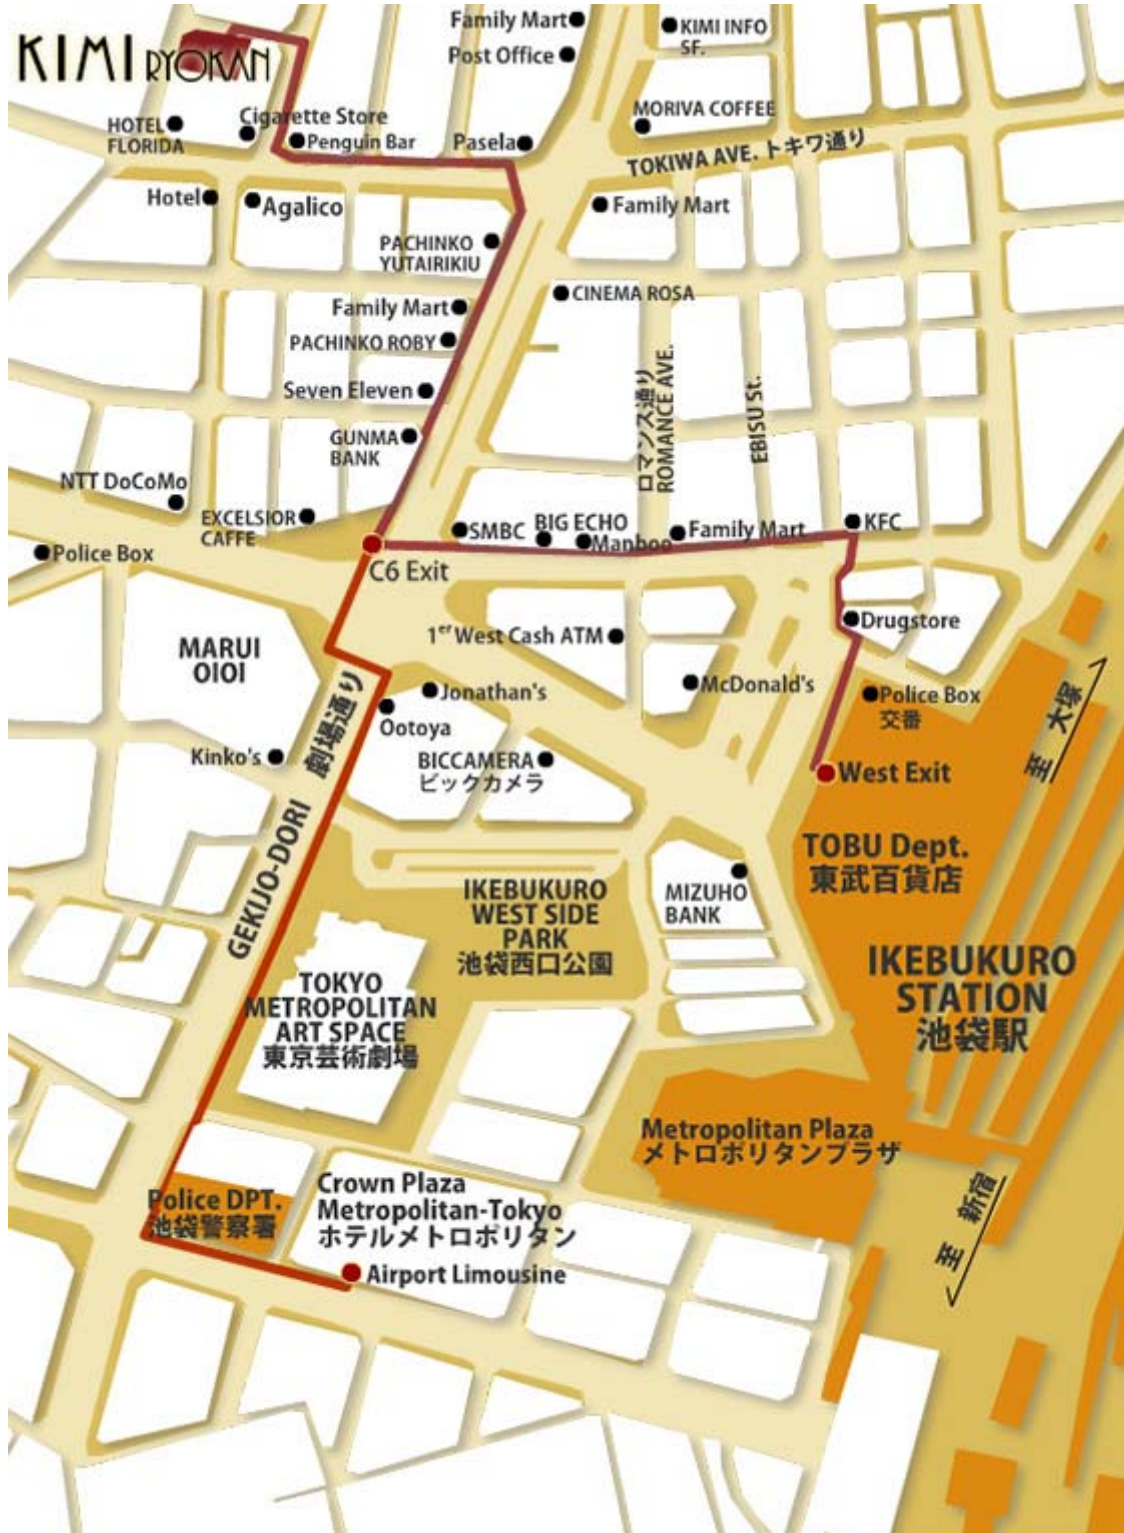 KIMI RYOKAN
Family Mart
Post Office
KIMI INFO
SF.
HOTEL
FLORIDA
Cigarette Store
Penguin Bar
Pasela
MORIVA COFFEE
TOKIWA AVE. トキワ通り
Hotel
Agalico
Family Mart
PACHINKO
YUTAIRIKIU
CINEMA ROSA
Family Mart
PACHINKO ROBY
Seven Eleven
GUNMA
BANK
ロマンス通り
ROMANCE AVE.
EBISU St.
NTT DoCoMo
EXCELSIOR
CAFFE
SMBC
BIG ECHO
Manboo
Family Mart
KFC
Police Box
C6 Exit
1er West Cash ATM
Drugstore
MARUI
OIOI
Jonathan's
Ootoya
McDonald's
Police Box
交番
至 大塚
Kinko's
GEKIJO-DORI 劇場通り
BICCAMERA
ビックカメラ
West Exit
TOBU Dept.
東武百貨店
IKEBUKURO
WEST SIDE
PARK
池袋西口公園
MIZUHO
BANK
IKEBUKURO
STATION
池袋駅
TOKYO
METROPOLITAN
ART SPACE
東京芸術劇場
Metropolitan Plaza
メトロポリタンプラザ
Police DPT.
池袋警察署
Crown Plaza
Metropolitan-Tokyo
ホテルメトロポリタン
至 新宿
Airport Limousine